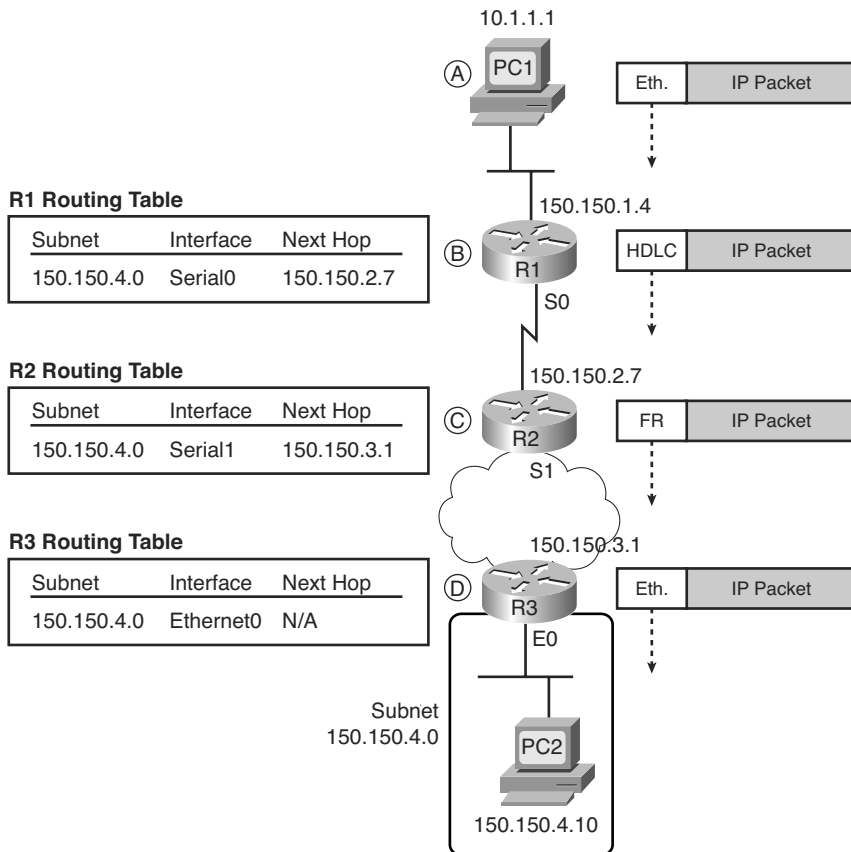 10.1.1.1
A
PC1
Eth.
IP Packet
R1 Routing Table
Subnet Interface Next Hop
150.150.4.0 Serial0 150.150.2.7
150.150.1.4
B
R1
S0
HDLC
IP Packet
R2 Routing Table
Subnet Interface Next Hop
150.150.4.0 Serial1 150.150.3.1
150.150.2.7
C
R2
S1
FR
IP Packet
R3 Routing Table
Subnet Interface Next Hop
150.150.4.0 Ethernet0 N/A
150.150.3.1
D
R3
E0
Eth.
IP Packet
Subnet
150.150.4.0
PC2
150.150.4.10